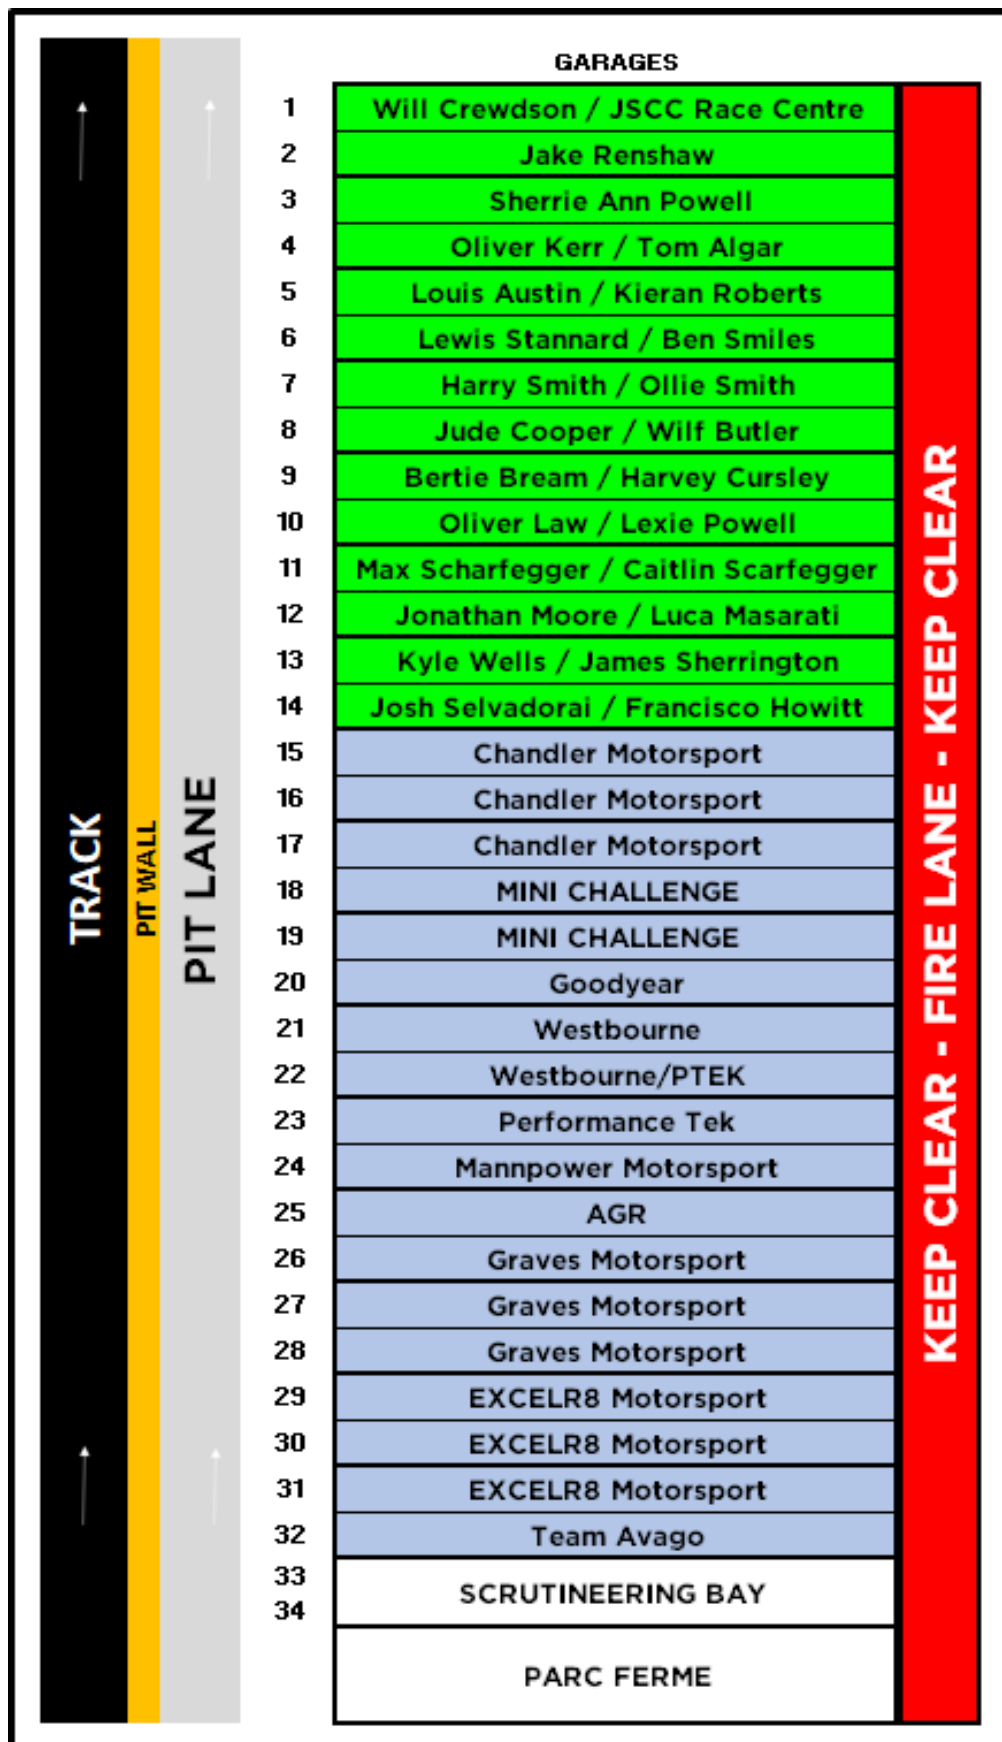 GARAGES
1 Will Crewdson / JSCC Race Centre
2 Jake Renshaw
3 Sherrie Ann Powell
4 Oliver Kerr / Tom Algar
5 Louis Austin / Kieran Roberts
6 Lewis Stannard / Ben Smiles
7 Harry Smith / Ollie Smith
8 Jude Cooper / Wilf Butler
9 Bertie Bream / Harvey Cursley
10 Oliver Law / Lexie Powell
11 Max Scharfegger / Caitlin Scarfegger
12 Jonathan Moore / Luca Masarati
13 Kyle Wells / James Sherrington
14 Josh Selvadorai / Francisco Howitt
15 Chandler Motorsport
16 Chandler Motorsport
17 Chandler Motorsport
18 MINI CHALLENGE
19 MINI CHALLENGE
20 Goodyear
21 Westbourne
22 Westbourne/PTEK
23 Performance Tek
24 Mannpower Motorsport
25 AGR
26 Graves Motorsport
27 Graves Motorsport
28 Graves Motorsport
29 EXCELR8 Motorsport
30 EXCELR8 Motorsport
31 EXCELR8 Motorsport
32 Team Avago
33
34
SCRUTINEERING BAY
PARC FERME
TRACK
PIT WALL
PIT LANE
KEEP CLEAR - FIRE LANE - KEEP CLEAR